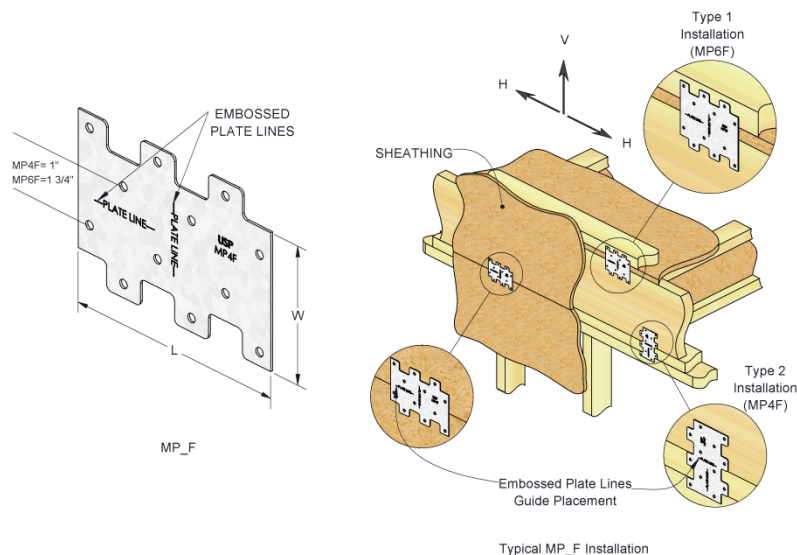 EMBOSSED
PLATE LINES
MP4F= 1"
MP6F=1 3/4"
PLATE LINE
PLATE LINE
USP
MP4F
W
L
MP_F
Type 1
Installation
(MP6F)
V
H
H
SHEATHING
Type 2
Installation
(MP4F)
Embossed Plate Lines
Guide Placement
Typical MP_F Installation